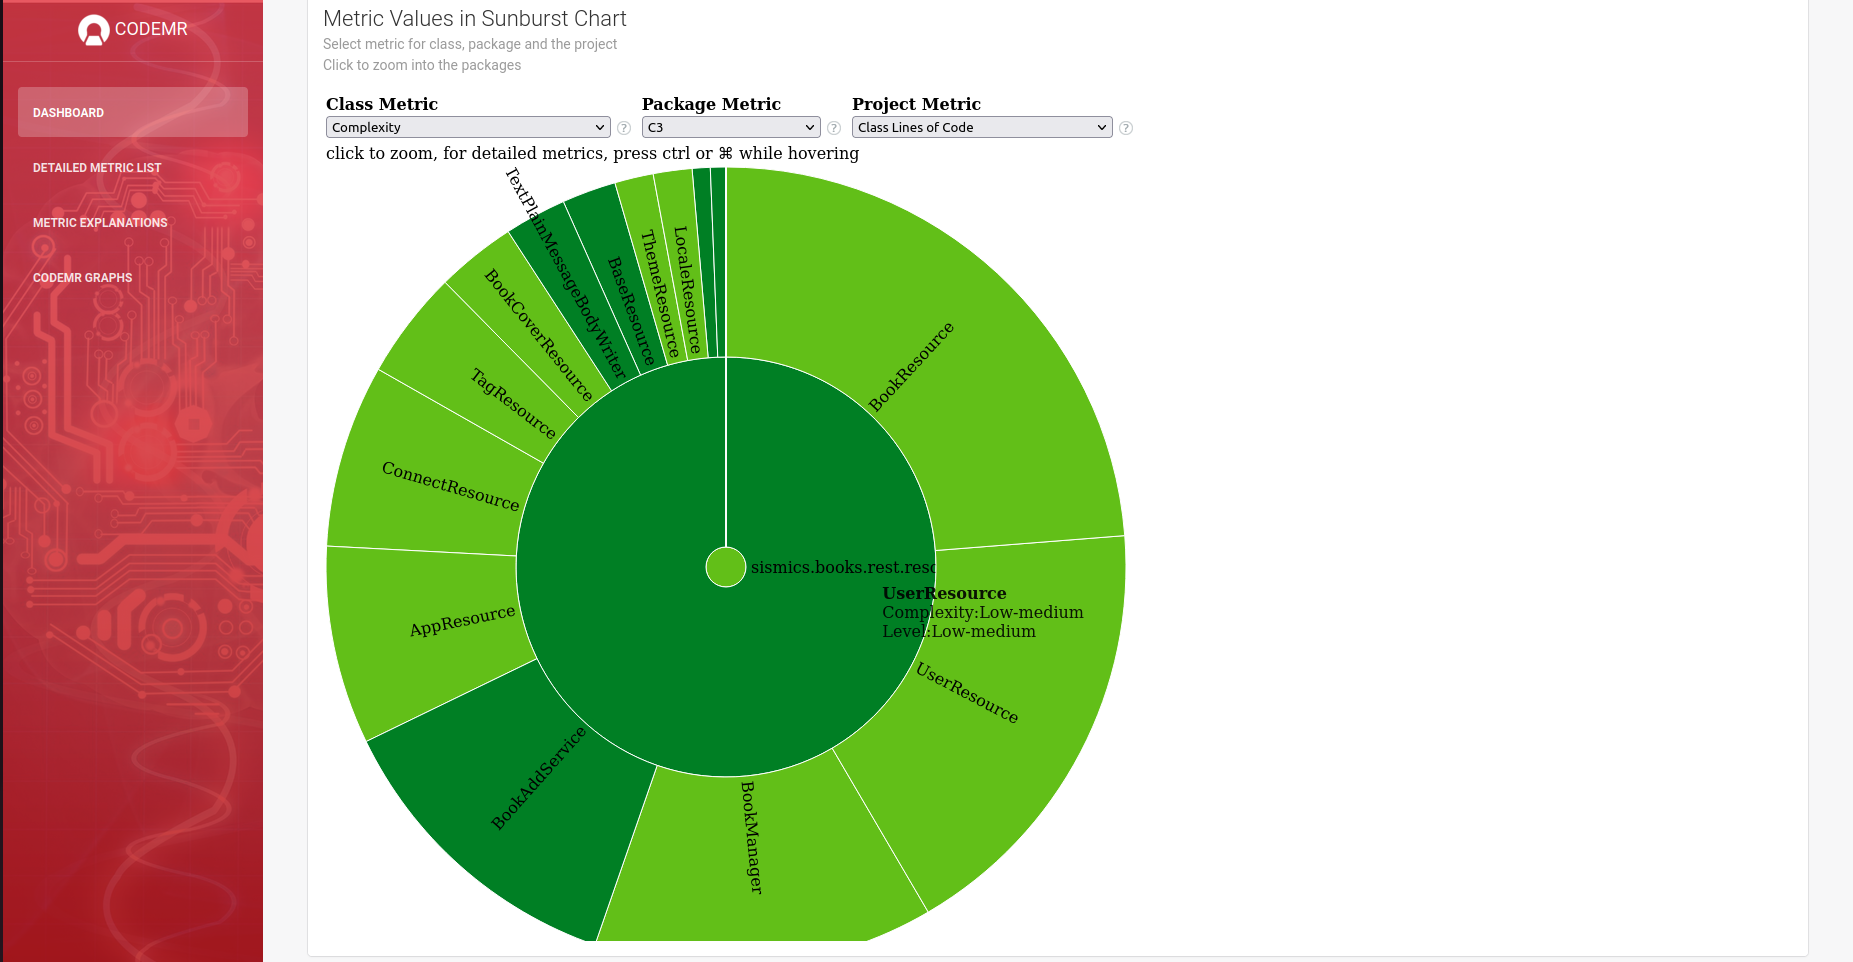 CODEMR
DASHBOARD
DETAILED METRIC LIST
METRIC EXPLANATIONS
CODEMR GRAPHS
Metric Values in Sunburst Chart
Select metric for class, package and the project
Click to zoom into the packages
Class Metric
Complexity
?
Package Metric
C3
?
Project Metric
Class Lines of Code
?
click to zoom, for detailed metrics, press ctrl or ⌘ while hovering
TextPlainMessageBodyWriter
BaseResource
ThemeResource
LocaleResource
BookCoverResource
TagResource
ConnectResource
AppResource
BookAddService
BookManager
BookResource
sismics.books.rest.reso
UserResource
Complexity:Low-medium
Level:Low-medium
UserResource